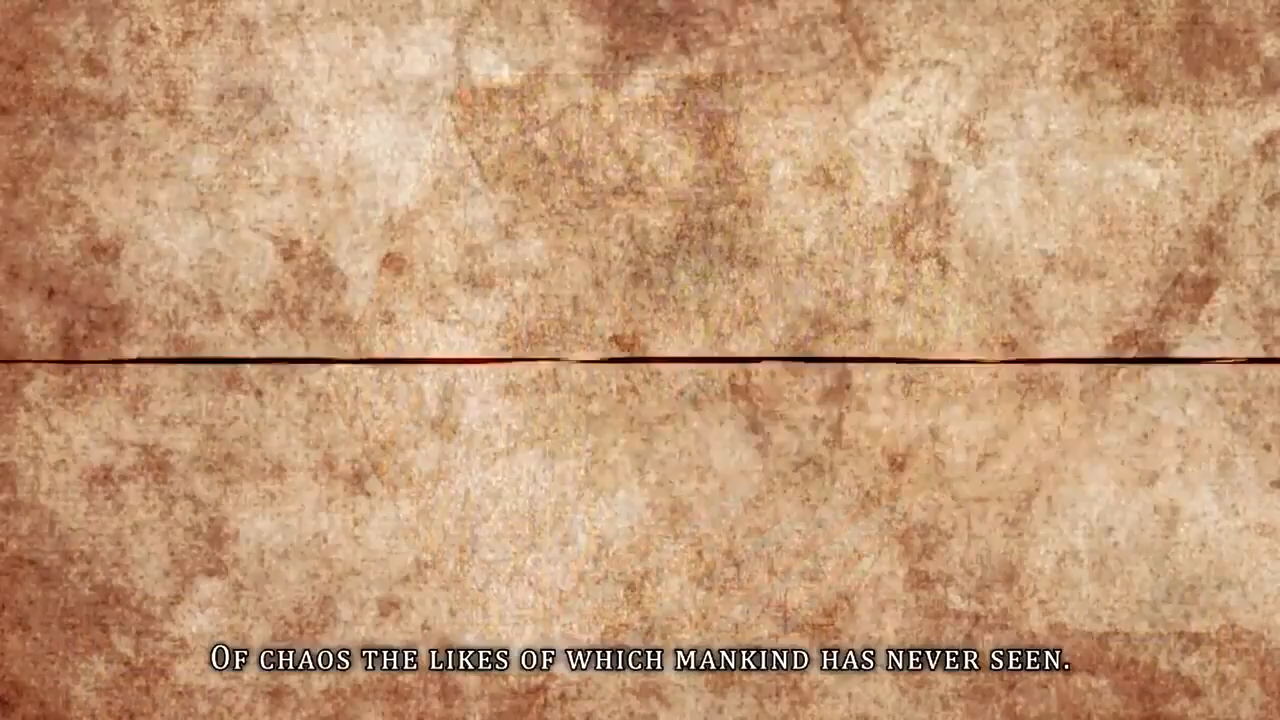 Of chaos the likes of which mankind has never seen.